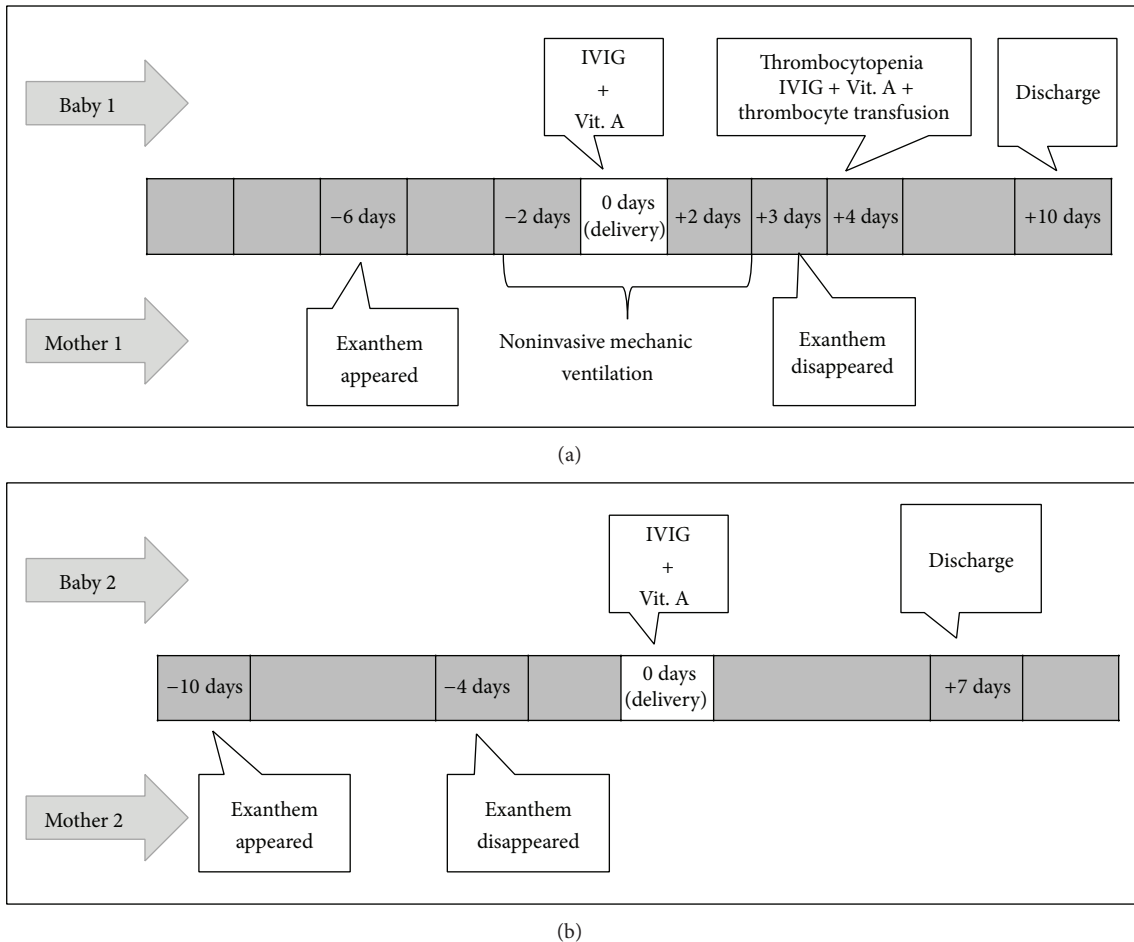 Baby 1
IVIG
+
Vit. A
Thrombocytopenia
IVIG + Vit. A +
thrombocyte transfusion
Discharge
−6 days
−2 days
0 days
(delivery)
+2 days
+3 days
+4 days
+10 days
Mother 1
Exanthem
appeared
Noninvasive mechanic
ventilation
Exanthem
disappeared
(a)
Baby 2
IVIG
+
Vit. A
Discharge
−10 days
−4 days
0 days
(delivery)
+7 days
Mother 2
Exanthem
appeared
Exanthem
disappeared
(b)